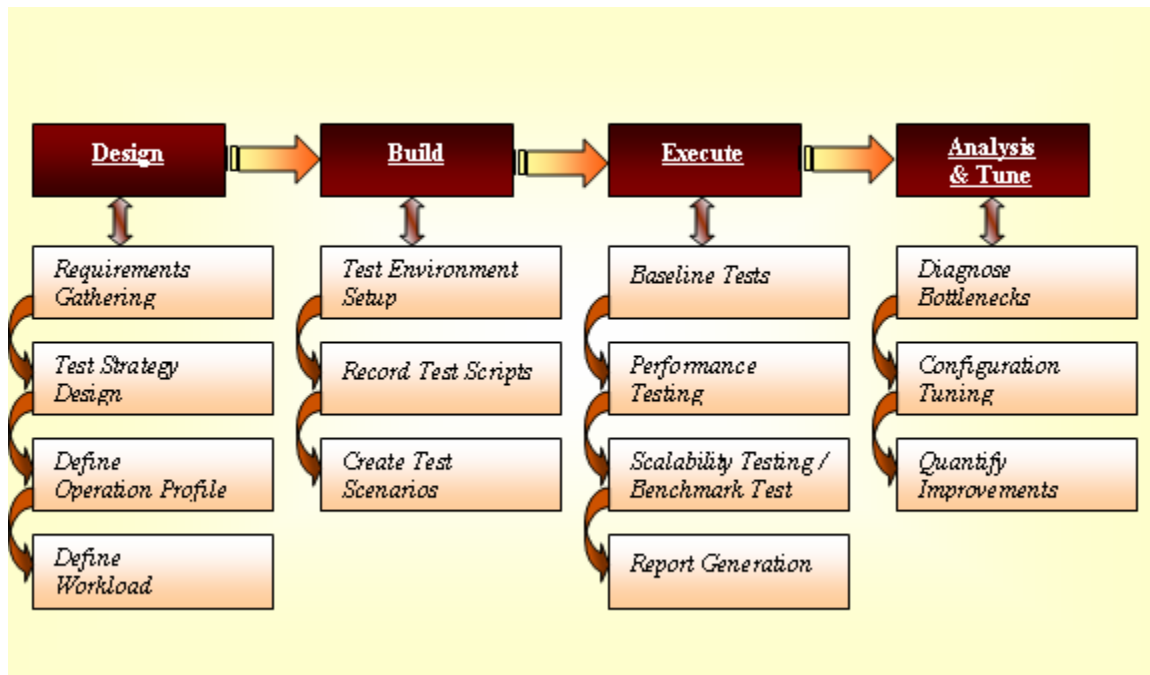 Design
Build
Execute
Analysis
& Tune
Requirements
Gathering
Test Strategy
Design
Define
Operation Profile
Define
Workload
Test Environment
Setup
Record Test Scripts
Create Test
Scenarios
Baseline Tests
Performance
Testing
Scalability Testing /
Benchmark Test
Report Generation
Diagnose
Bottlenecks
Configuration
Tuning
Quantify
Improvements